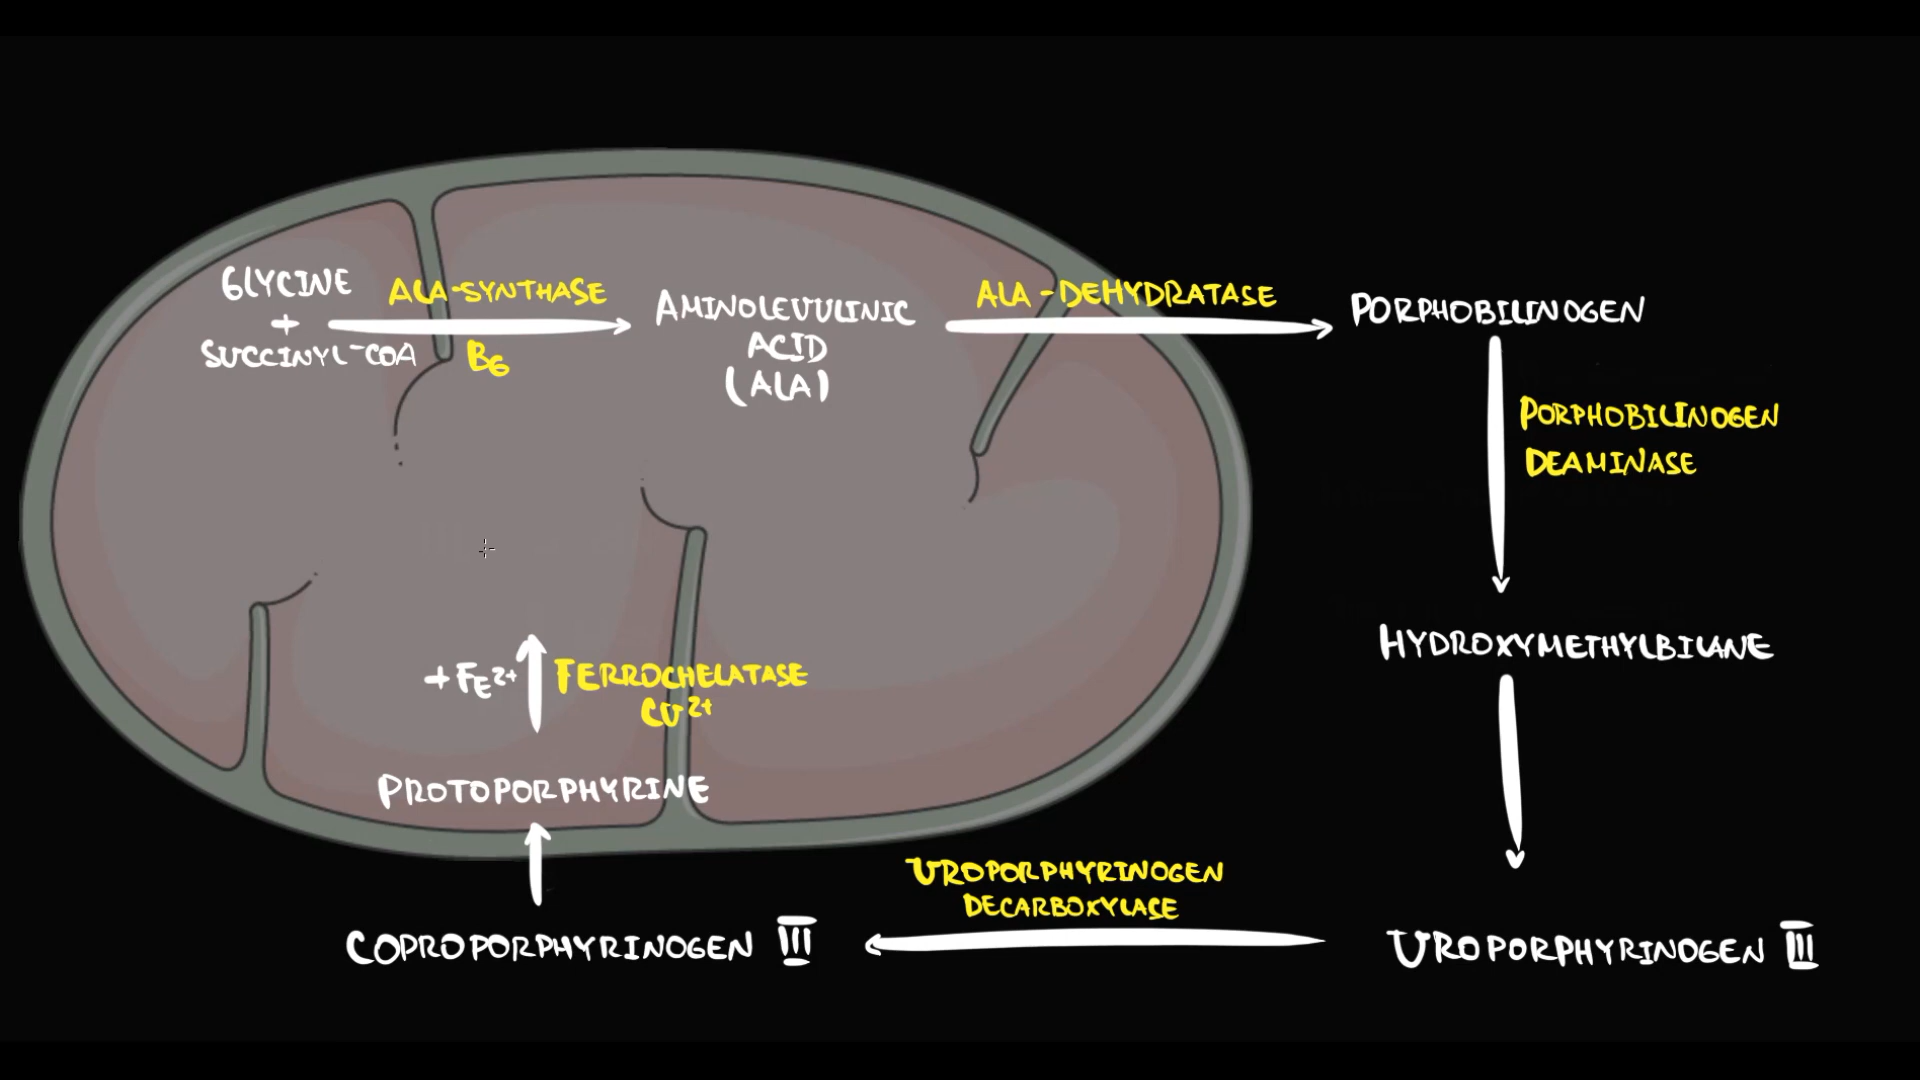 GLYCINE
+
SUCCINYL-COA
ALA-SYNTHASE
B6
AMINOLEVULINIC
ACID
(ALA)
ALA-DEHYDRATASE
PORPHOBILINOGEN
PORPHOBILINOGEN
DEAMINASE
HYDROXYMETHYLBILANE
UROPORPHYRINOGEN III
UROPORPHYRINOGEN
DECARBOXYLASE
COPROPORPHYRINOGEN III
PROTOPORPHYRINE
+ FE2+
FERROCHELATASE
CU2+